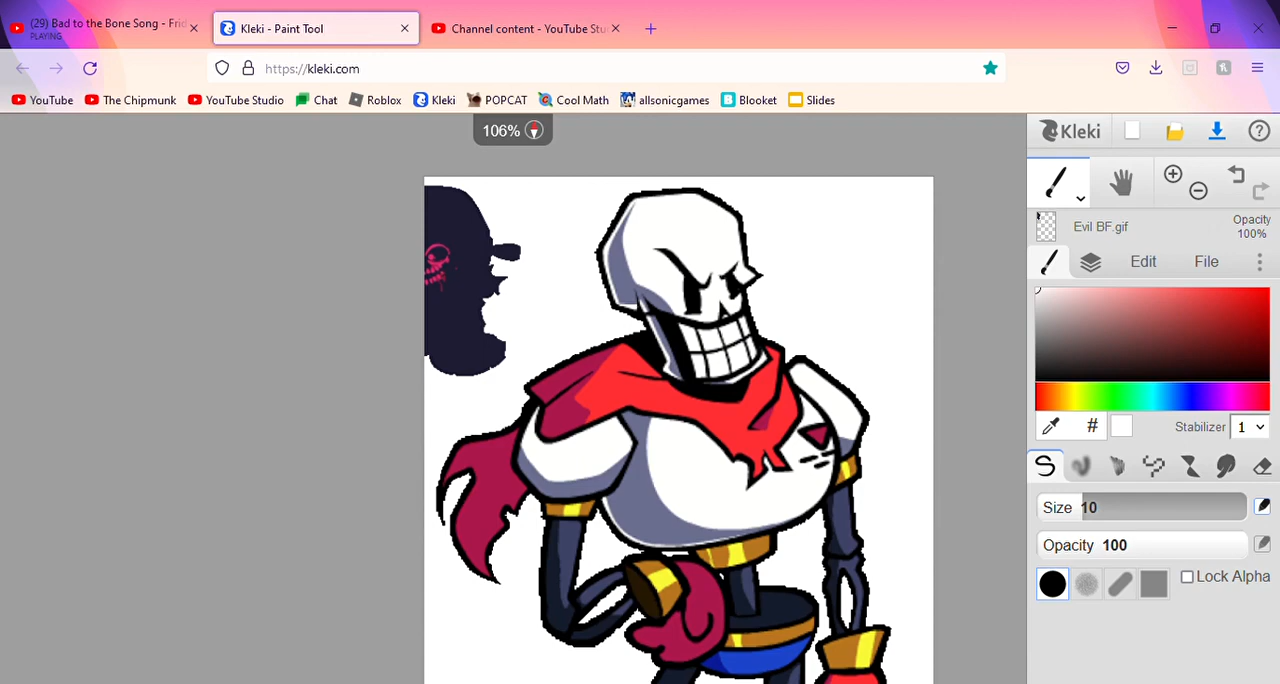 (29) Bad to the Bone Song - Frid
PLAYING
Kleki - Paint Tool
Channel content - YouTube Stu
https://kleki.com
YouTube The Chipmunk YouTube Studio Chat Roblox Kleki POPCAT Cool Math allsonicgames Blooket Slides
106%
Kleki
Evil BF.gif
Opacity
100%
Edit File
# Stabilizer 1
Size 10
Opacity 100
Lock Alpha